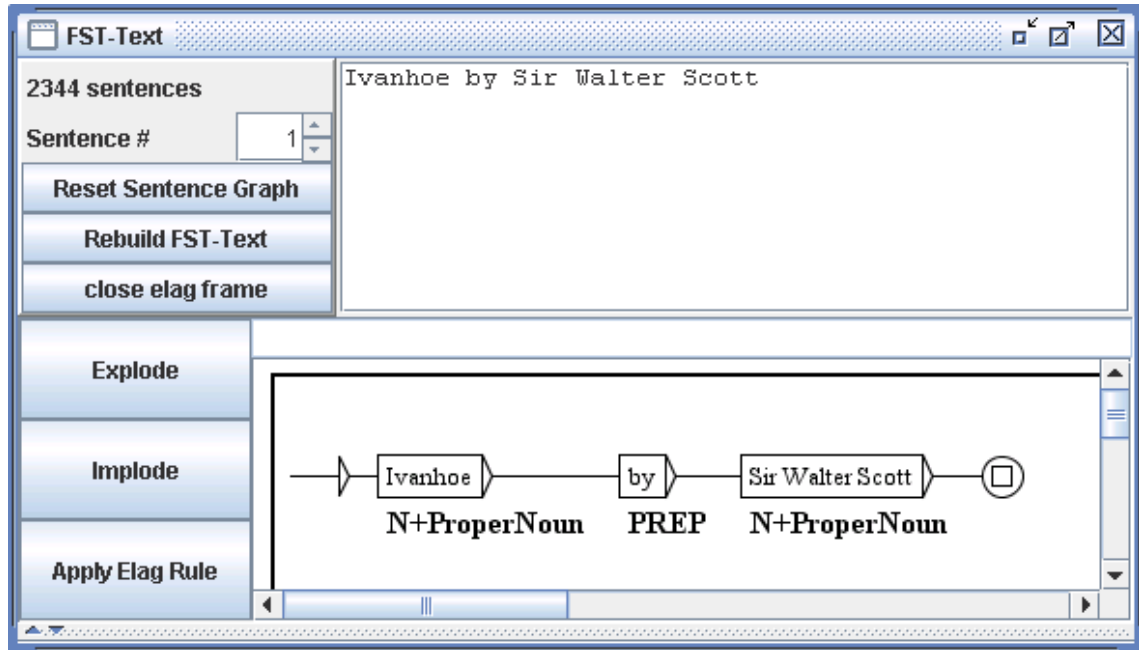 FST-Text
2344 sentences
Sentence # 1
Reset Sentence Graph
Rebuild FST-Text
close elag frame
Ivanhoe by Sir Walter Scott
Explode
Implode
Apply Elag Rule
Ivanhoe by Sir Walter Scott
N+ProperNoun PREP N+ProperNoun